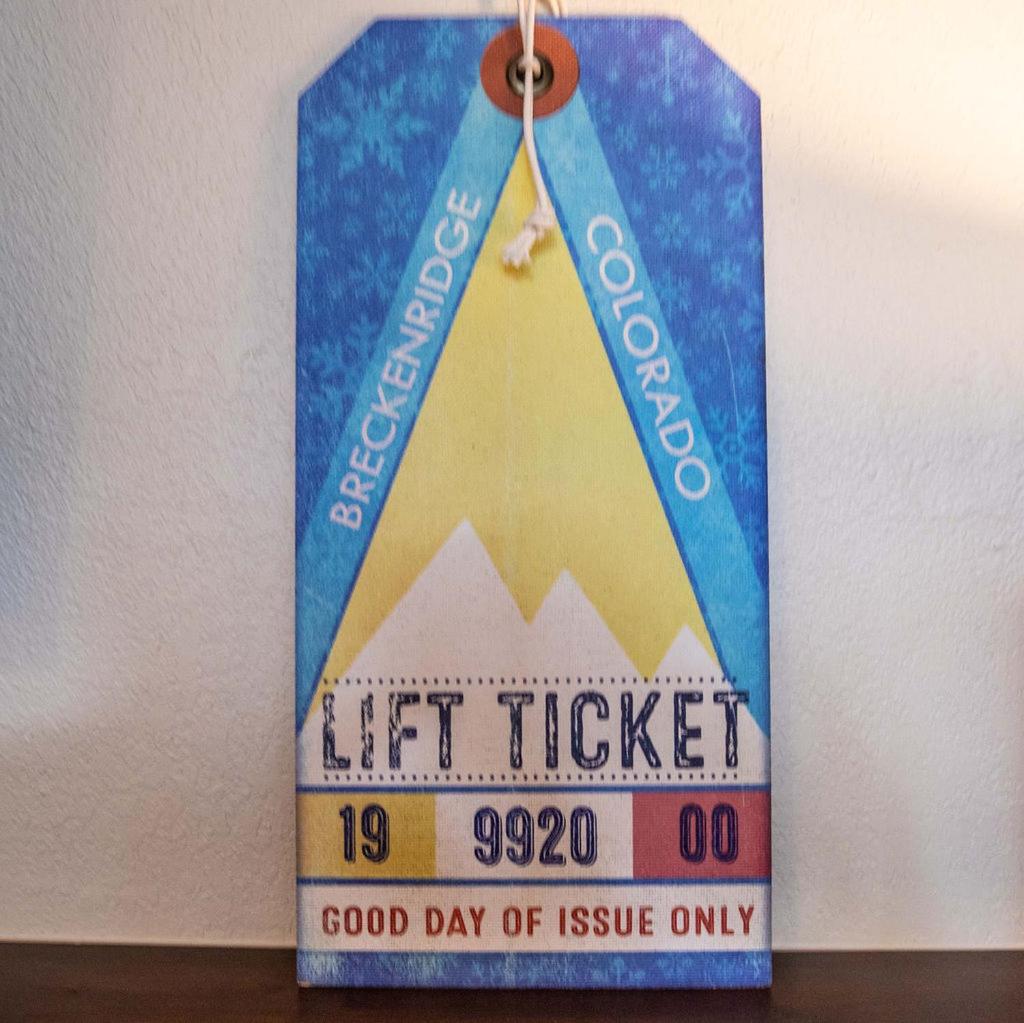 BRECKENRIDGE
COLORADO
LIFT TICKET
19 9920 00
GOOD DAY OF ISSUE ONLY